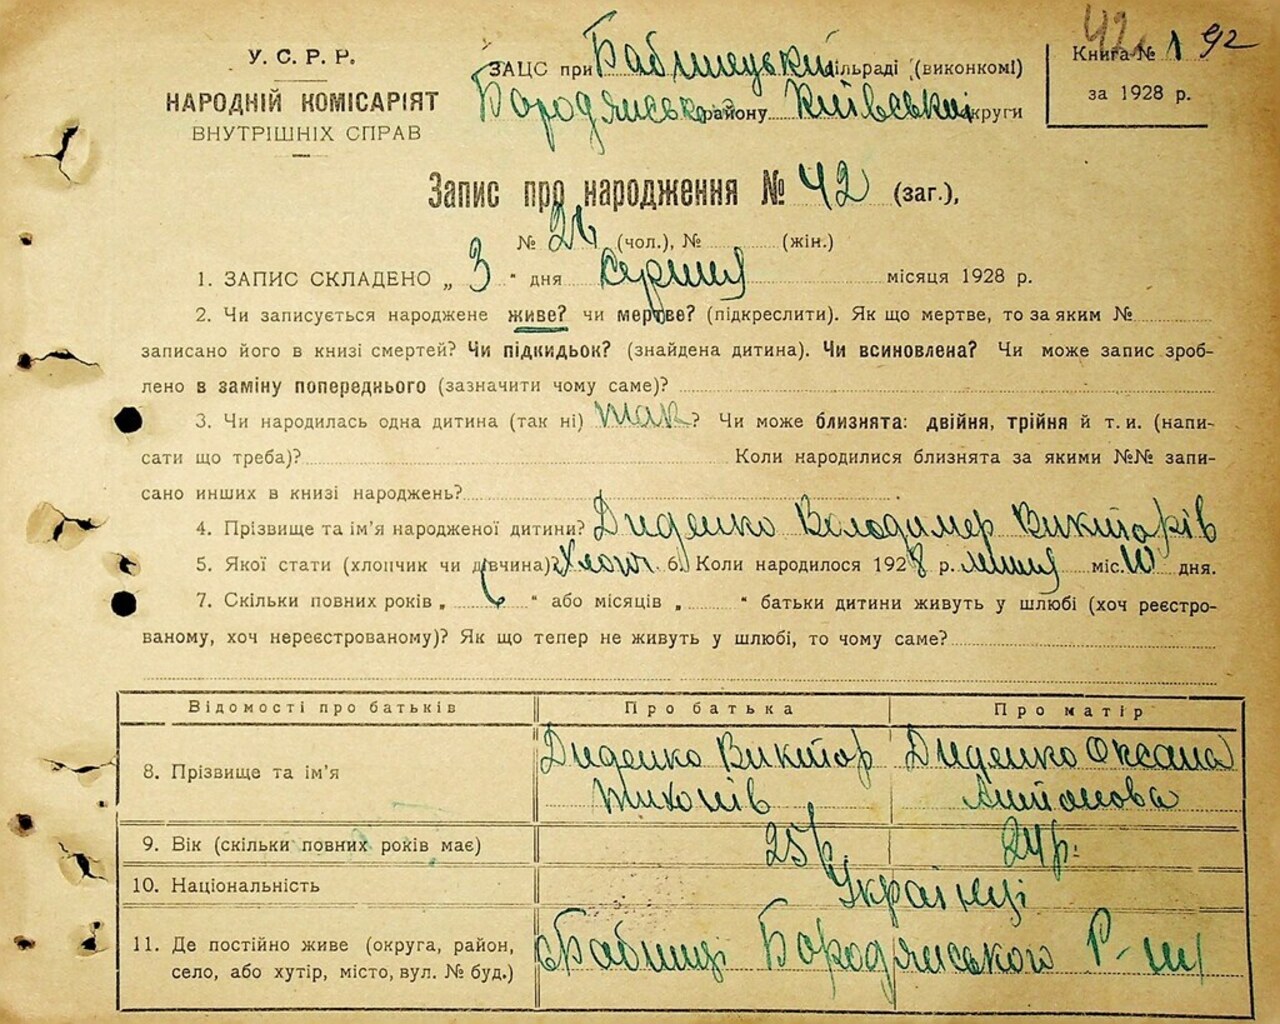 42 92
У. С. Р. Р.
НАРОДНІЙ КОМІСАРІЯТ
ВНУТРІШНІХ СПРАВ
ЗАЦС при Бабинецькій сільраді (виконкомі)
Бородянсько району Київський округи
Книга № 1
за 1928 р.
Запис про народження № 42 (заг.),
№ 26 (чол.), № (жін.)
1. ЗАПИС СКЛАДЕНО „ 3 “ дня серпня місяця 1928 р.
2. Чи записується народжене живе? чи мертве? (підкреслити). Як що мертве, то за яким №
записано його в книзі смертей? Чи підкидьок? (знайдена дитина). Чи всиновлена? Чи може запис зроб-
лено в заміну попереднього (зазначити чому саме)?
3. Чи народилась одна дитина (так ні) так ? Чи може близнята: двійня, трійня й т. и. (напи-
сати що треба)? Коли народилися близнята за якими №№ запи-
сано инших в книзі народжень?
4. Прізвище та ім’я народженої дитини? Диденко Володимер Викторів
5. Якої стати (хлопчик чи дівчина)? Хлопч. 6. Коли народилося 1928 р. липня міс. 10 дня.
7. Скільки повних років „ 6 “ або місяців „ “ батьки дитини живуть у шлюбі (хоч реєстро-
ваному, хоч нереєстрованому)? Як що тепер не живуть у шлюбі, то чому саме?
Відомості про батьків Про батька Про матір
8. Прізвище та ім’я Диденко Виктор Диденко Оксана
Тихонів Антонова
9. Вік (скільки повних років має) 25 р. 24 р.
10. Національність Українці
11. Де постійно живе (округа, район,
село, або хутір, місто, вул. № буд.) с Бабинці Бородянського Р-ну